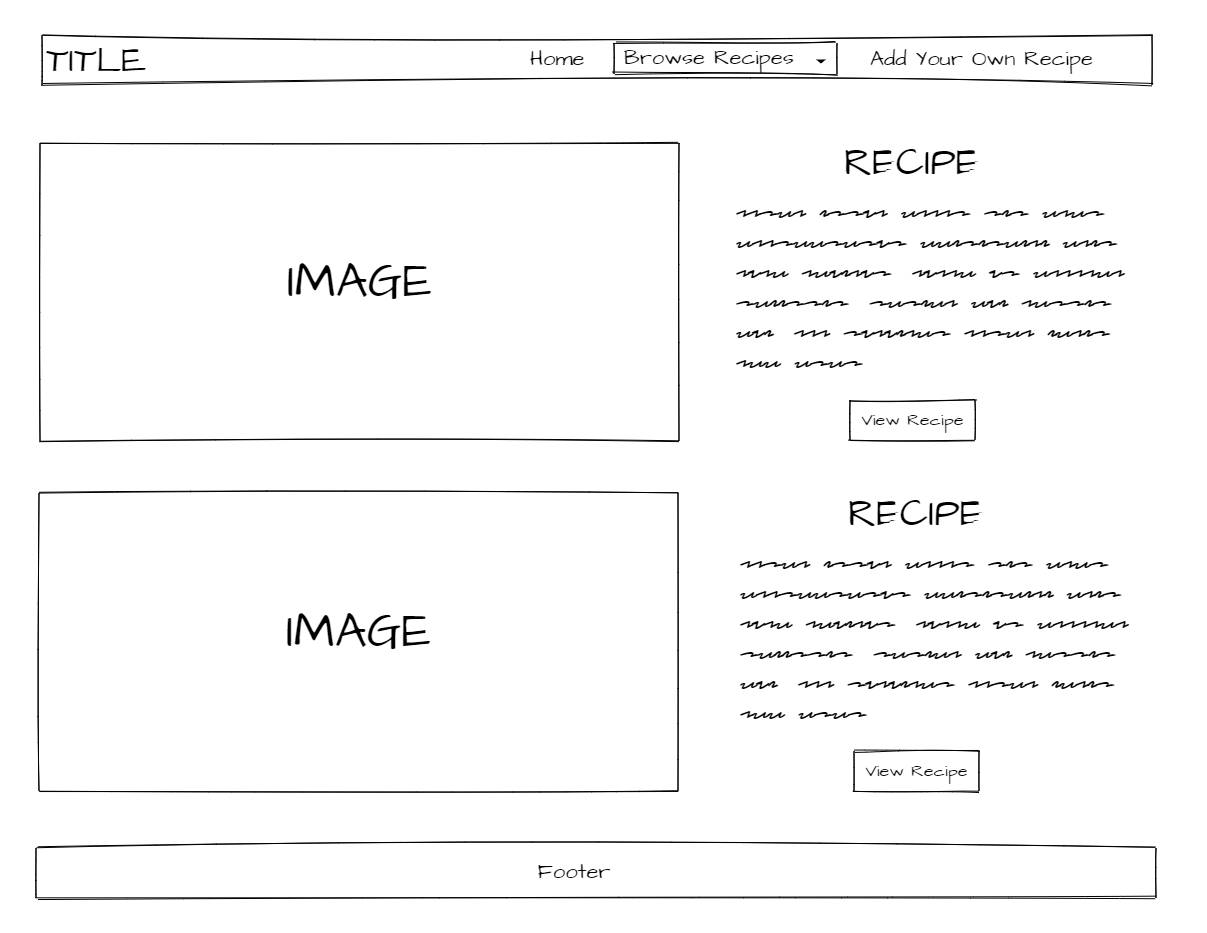 TITLE
Home Browse Recipes Add Your Own Recipe
IMAGE
RECIPE
View Recipe
IMAGE
RECIPE
View Recipe
Footer